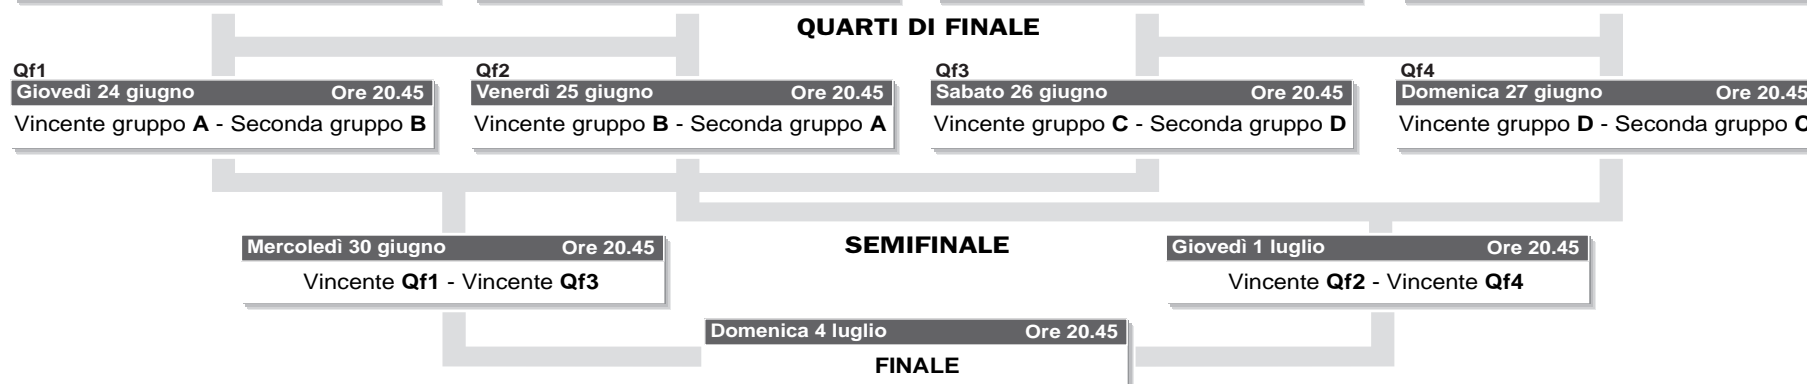 QUARTI DI FINALE
Qf1
Giovedì 24 giugno Ore 20.45
Vincente gruppo A - Seconda gruppo B
Qf2
Venerdì 25 giugno Ore 20.45
Vincente gruppo B - Seconda gruppo A
Qf3
Sabato 26 giugno Ore 20.45
Vincente gruppo C - Seconda gruppo D
Qf4
Domenica 27 giugno Ore 20.45
Vincente gruppo D - Seconda gruppo C
SEMIFINALE
Mercoledì 30 giugno Ore 20.45
Vincente Qf1 - Vincente Qf3
Giovedì 1 luglio Ore 20.45
Vincente Qf2 - Vincente Qf4
Domenica 4 luglio Ore 20.45
FINALE